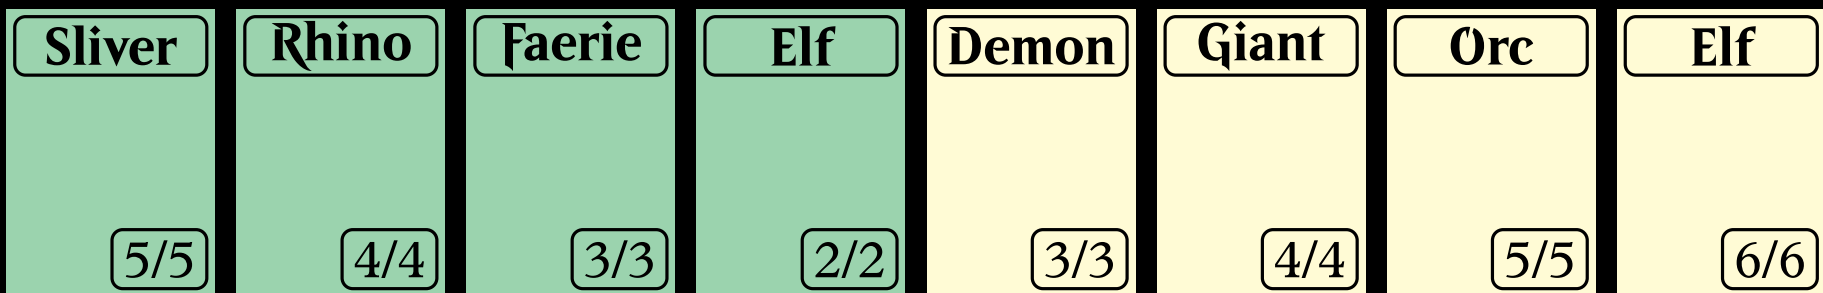 Sliver
5/5
Rhino
4/4
Faerie
3/3
Elf
2/2
Demon
3/3
Giant
4/4
Orc
5/5
Elf
6/6